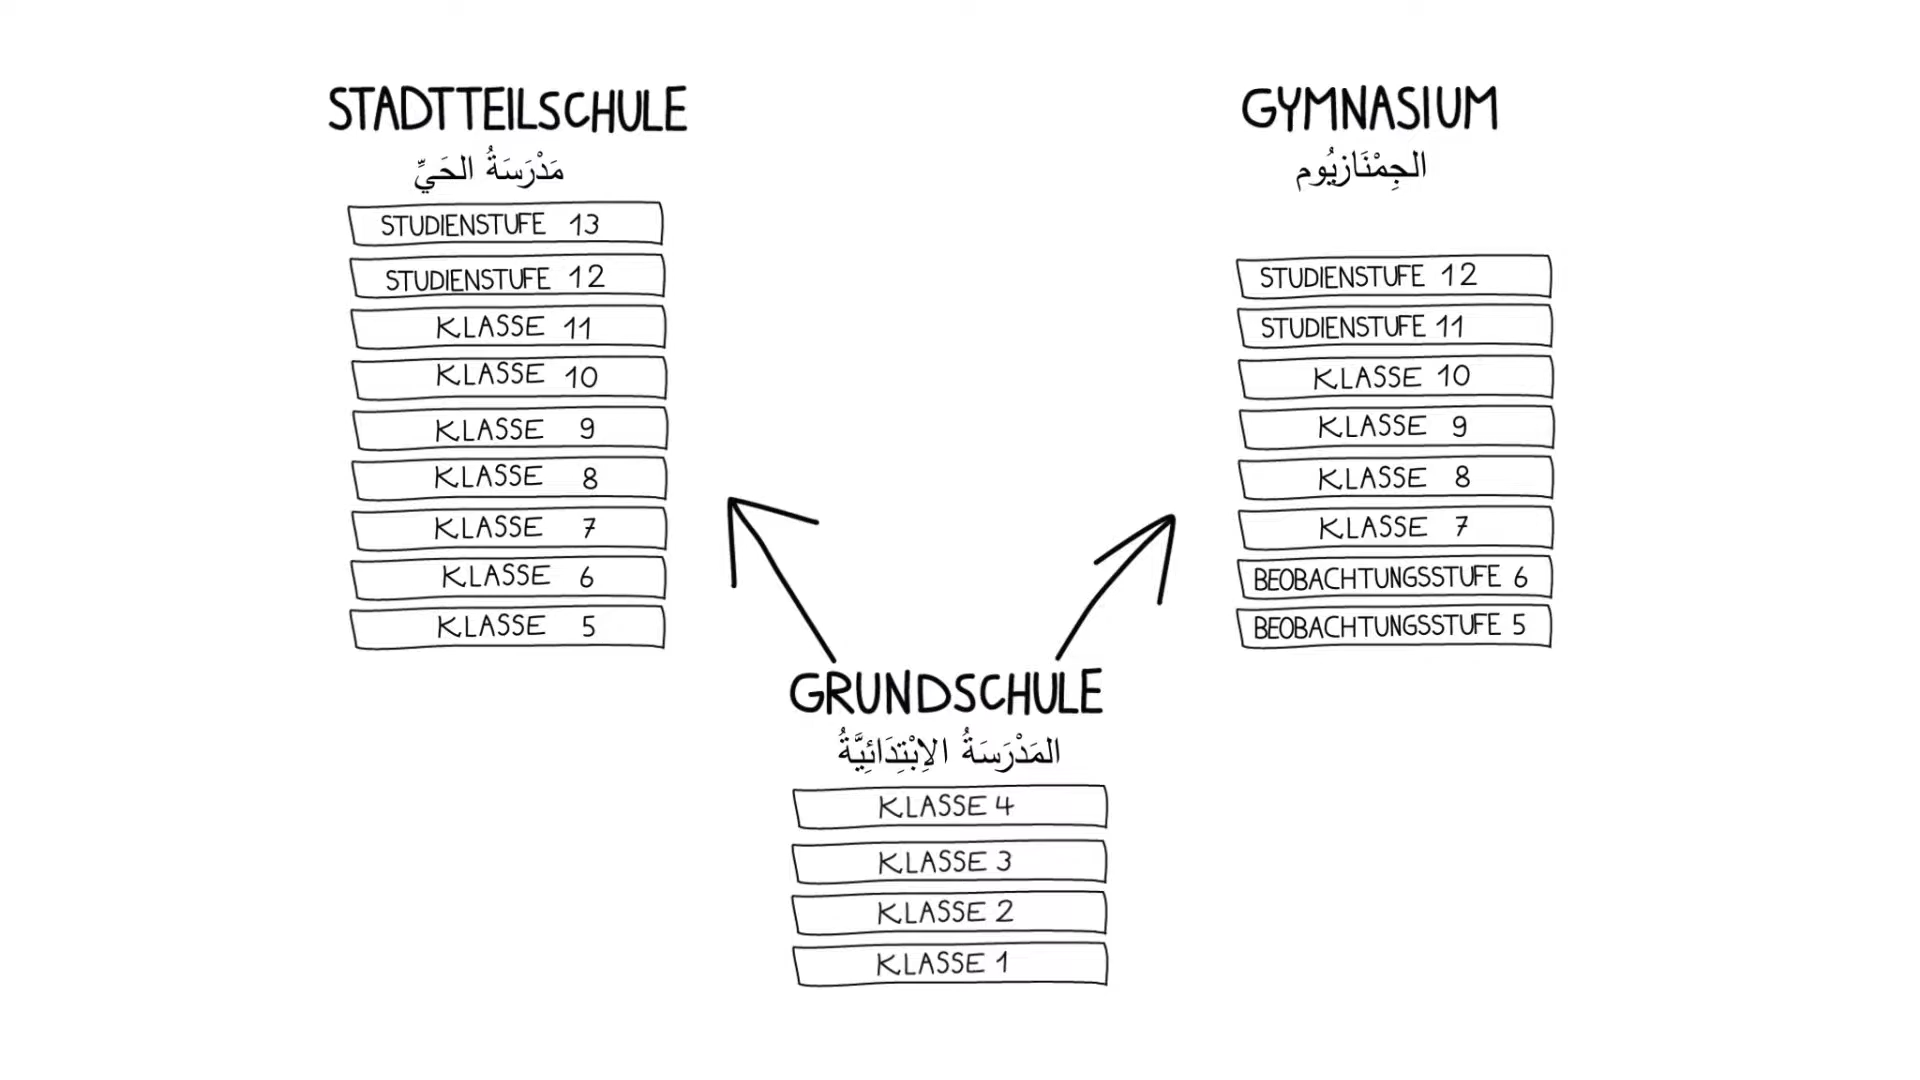 STADTTEILSCHULE
مَدْرَسَةُ الحَيِّ
STUDIENSTUFE 13
STUDIENSTUFE 12
KLASSE 11
KLASSE 10
KLASSE 9
KLASSE 8
KLASSE 7
KLASSE 6
KLASSE 5
GYMNASIUM
الجِمْنَازيُوم
STUDIENSTUFE 12
STUDIENSTUFE 11
KLASSE 10
KLASSE 9
KLASSE 8
KLASSE 7
BEOBACHTUNGSSTUFE 6
BEOBACHTUNGSSTUFE 5
GRUNDSCHULE
المَدْرَسَةُ الاِبْتِدَائِيَّةُ
KLASSE 4
KLASSE 3
KLASSE 2
KLASSE 1